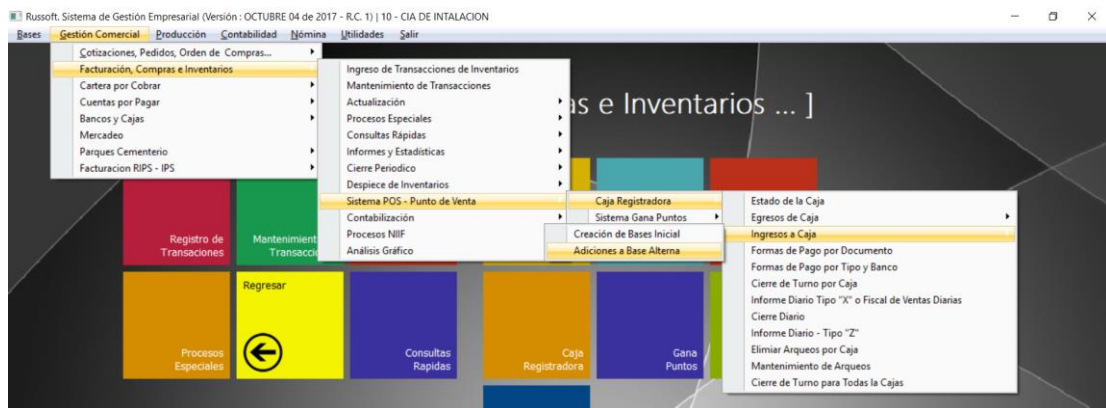 Russoft. Sistema de Gestión Empresarial (Versión : OCTUBRE 04 de 2017 - R.C. 1) | 10 - CIA DE INTALACION
Bases Gestión Comercial Producción Contabilidad Nómina Utilidades Salir
Cotizaciones, Pedidos, Orden de Compras...
Facturación, Compras e Inventarios
Cartera por Cobrar
Cuentas por Pagar
Bancos y Cajas
Mercadeo
Parques Cementerio
Facturacion RIPS - IPS
Ingreso de Transacciones de Inventarios
Mantenimiento de Transacciones
Actualización
Procesos Especiales
Consultas Rápidas
Informes y Estadísticas
Cierre Periodico
Despiece de Inventarios
Sistema POS - Punto de Venta
Contabilización
Procesos NIIF
Análisis Gráfico
as e Inventarios ... ]
Caja Registradora
Sistema Gana Puntos
Creación de Bases Inicial
Adiciones a Base Alterna
Estado de la Caja
Egresos de Caja
Ingresos a Caja
Formas de Pago por Documento
Formas de Pago por Tipo y Banco
Cierre de Turno por Caja
Informe Diario Tipo "X" o Fiscal de Ventas Diarias
Cierre Diario
Informe Diario - Tipo "Z"
Elimiar Arqueos por Caja
Mantenimiento de Arqueos
Cierre de Turno para Todas la Cajas
Registro de
Transaciones
Mantenimient
Transacci
Procesos
Especiales
Regresar
Consultas
Rapidas
Caja
Registradora
Gana
Puntos